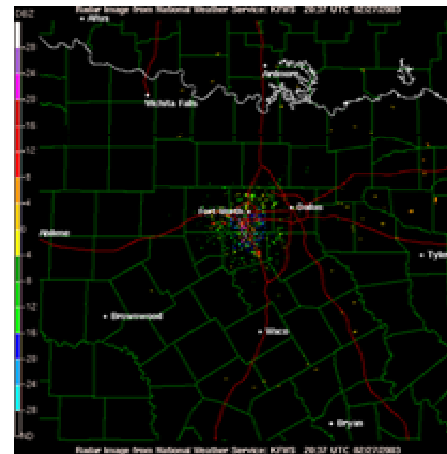 DBZ
Radar Image from National Weather Service: KFWS 20:37 UTC 02/27/2003
Altus
+28
Ardmore
+20
Wichita Falls
+16
+12
+8
Fort Worth
Dallas
+4
0
Abilene
Tyler
-4
-8
-12
Brownwood
Waco
-16
-20
-24
-28
Bryan
ND
Radar Image from National Weather Service: KFWS 20:37 UTC 02/27/2003